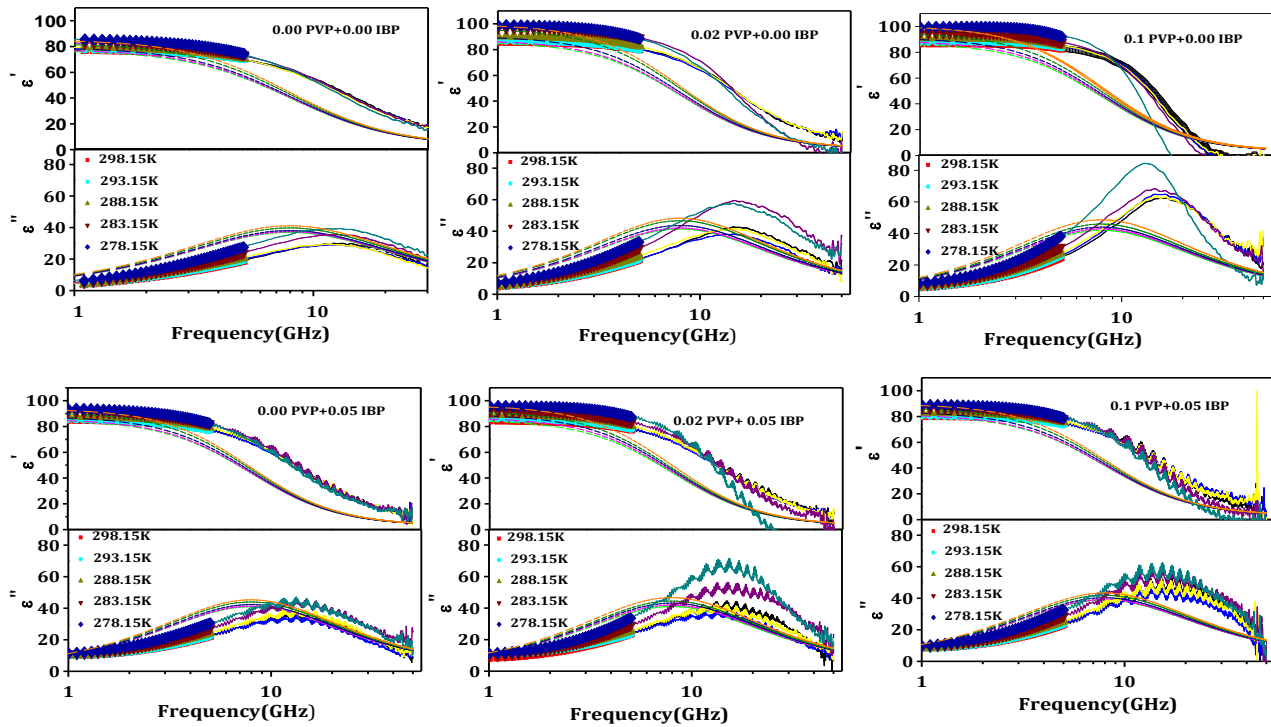 100
80
60
40
20
0
ε'
0.00 PVP+0.00 IBP
80
60
40
20
0
ε''
298.15K
293.15K
288.15K
283.15K
278.15K
1
10
Frequency(GHz)
100
80
60
40
20
0
ε'
0.02 PVP+0.00 IBP
80
60
40
20
0
ε''
298.15K
293.15K
288.15K
283.15K
278.15K
1
10
Frequency(GHz)
100
80
60
40
20
0
ε'
0.1 PVP+0.00 IBP
80
60
40
20
0
ε''
298.15K
293.15K
288.15K
283.15K
278.15K
1
10
Frequency(GHz)
100
80
60
40
20
0
ε'
0.00 PVP+0.05 IBP
80
60
40
20
0
ε''
298.15K
293.15K
288.15K
283.15K
278.15K
1
10
Frequency(GHz)
100
80
60
40
20
0
ε'
0.02 PVP+ 0.05 IBP
80
60
40
20
0
ε''
298.15K
293.15K
288.15K
283.15K
278.15K
1
10
Frequency(GHz)
100
80
60
40
20
0
ε'
0.1 PVP+0.05 IBP
80
60
40
20
0
ε''
298.15K
293.15K
288.15K
283.15K
278.15K
1
10
Frequency(GHz)